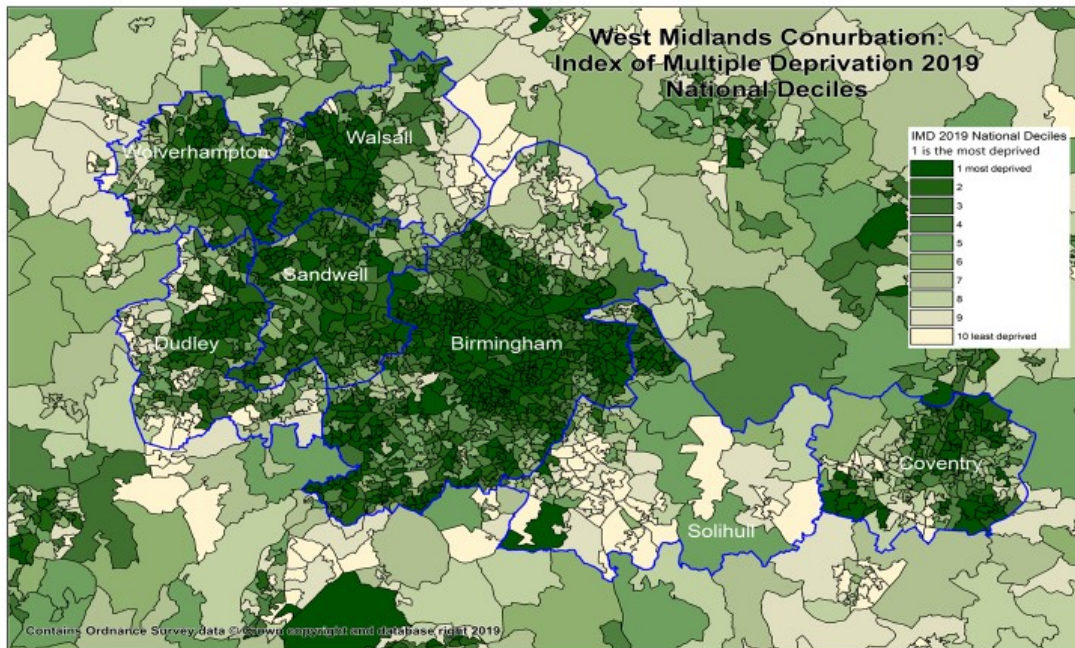 West Midlands Conurbation:
Index of Multiple Deprivation 2019
National Deciles
Walsall
Wolverhampton
IMD 2019 National Deciles
1 is the most deprived
1 most deprived
2
3
4
5
6
7
8
9
10 least deprived
Sandwell
Dudley
Birmingham
Coventry
Solihull
Contains Ordnance Survey data © Crown copyright and database right 2019